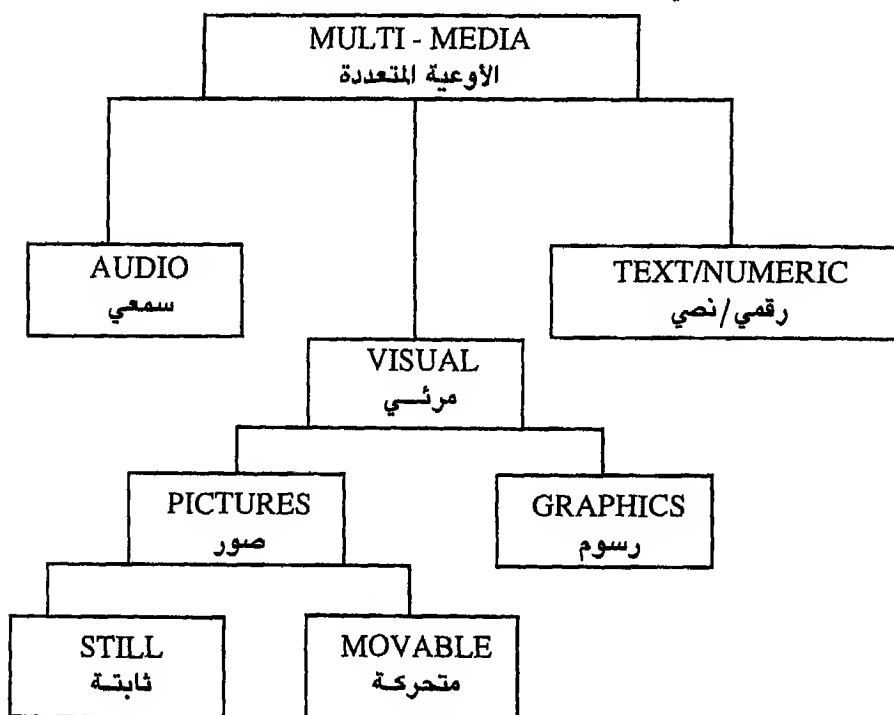 MULTI - MEDIA
الأوعية المتعددة
AUDIO
سمعي
TEXT/NUMERIC
رقمي/نصي
VISUAL
مرئـــي
PICTURES
صور
GRAPHICS
رسوم
STILL
ثابتـة
MOVABLE
متحركـة